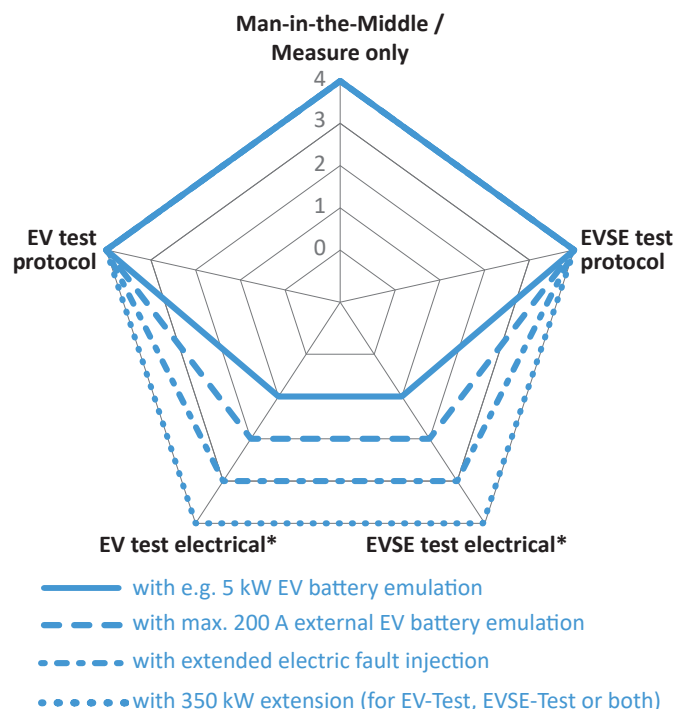 Man-in-the-Middle /
Measure only
4
3
2
1
0
EV test
protocol
EVSE test
protocol
EV test electrical*
EVSE test electrical*
with e.g. 5 kW EV battery emulation
with max. 200 A external EV battery emulation
with extended electric fault injection
with 350 kW extension (for EV-Test, EVSE-Test or both)